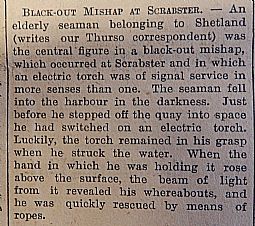 BLACK-OUT MISHAP AT SCRABSTER. — An
elderly seaman belonging to Shetland
(writes our Thurso correspondent) was
the central figure in a black-out mishap,
which occurred at Scrabster and in which
an electric torch was of signal service in
more senses than one. The seaman fell
into the harbour in the darkness. Just
before he stepped off the quay into space
he had switched on an electric torch.
Luckily, the torch remained in his grasp
when he struck the water. When the
hand in which he was holding it rose
above the surface, the beam of light
from it revealed his whereabouts, and
he was quickly rescued by means of
ropes.